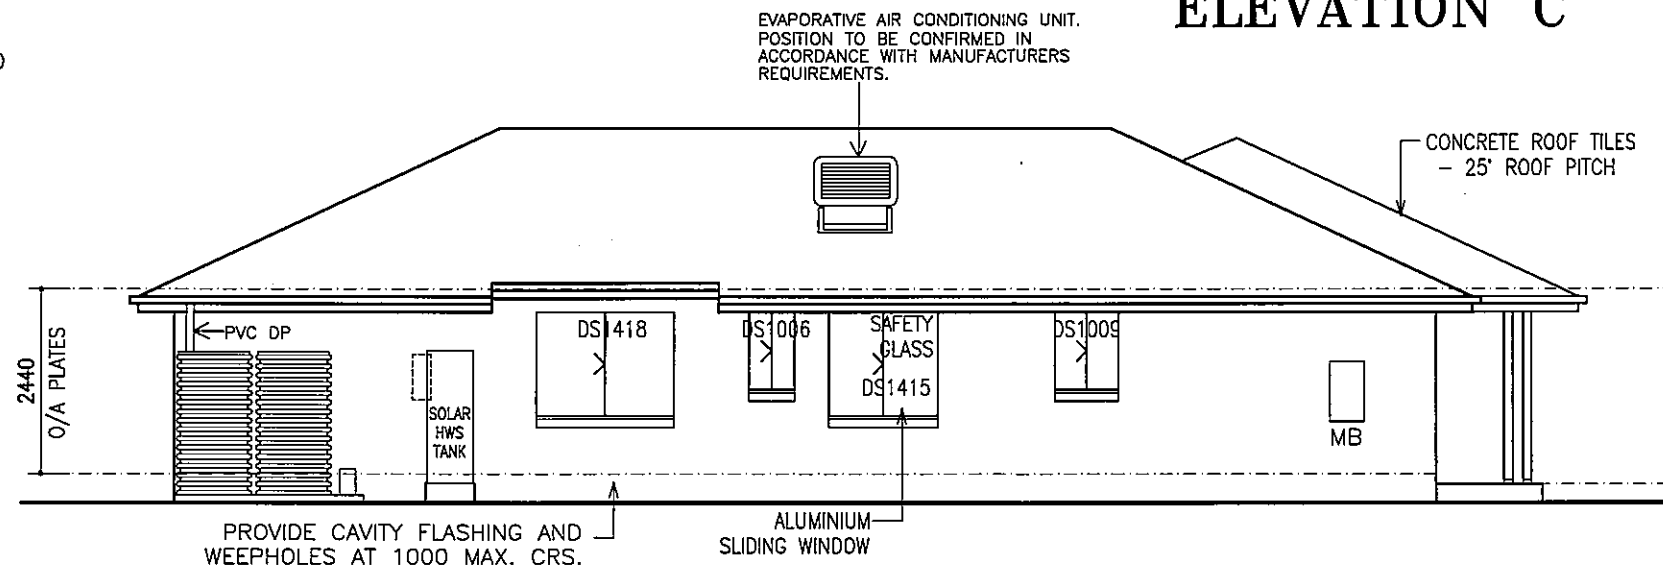 ELEVATION C
EVAPORATIVE AIR CONDITIONING UNIT.
POSITION TO BE CONFIRMED IN
ACCORDANCE WITH MANUFACTURERS
REQUIREMENTS.
CONCRETE ROOF TILES
- 25° ROOF PITCH
2440
O/A PLATES
PVC DP
DS1418
DS1006
SAFETY
GLASS
DS1415
DS1009
SOLAR
HWS
TANK
MB
PROVIDE CAVITY FLASHING AND
WEEPHOLES AT 1000 MAX. CRS.
ALUMINIUM
SLIDING WINDOW